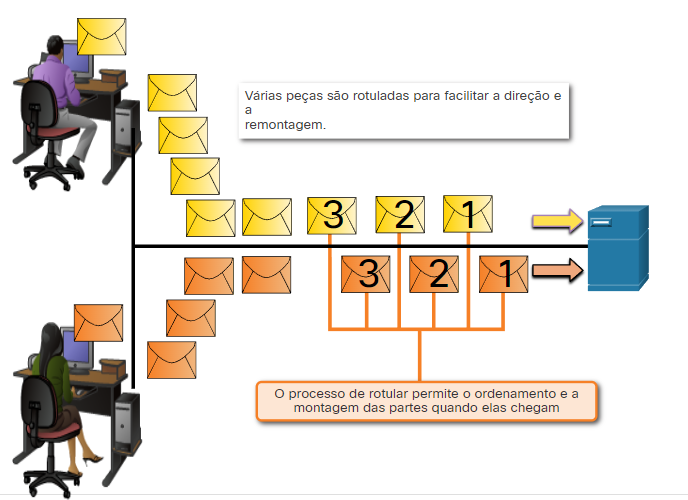 Várias peças são rotuladas para facilitar a direção e
a
remontagem.
3 2 1
3 2 1
O processo de rotular permite o ordenamento e a
montagem das partes quando elas chegam